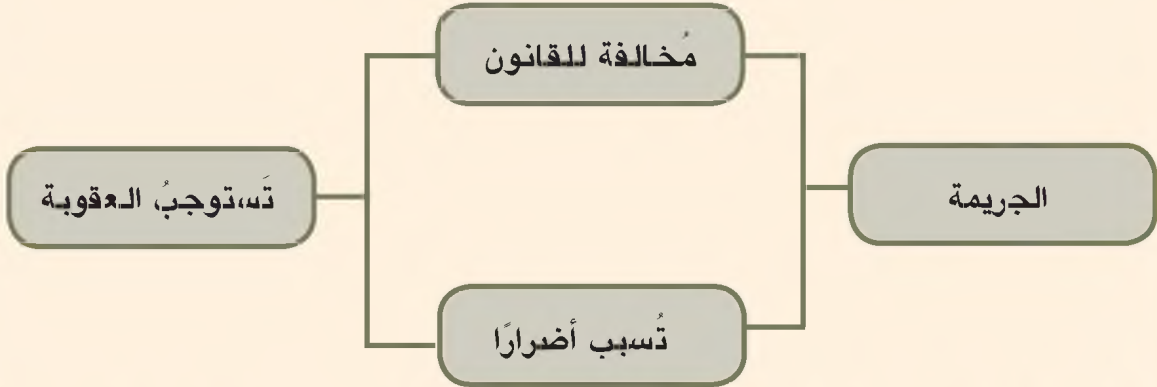 الجريمة
مُخالفة للقانون
تُسبب أضرارًا
تَستوجبُ العقوبة